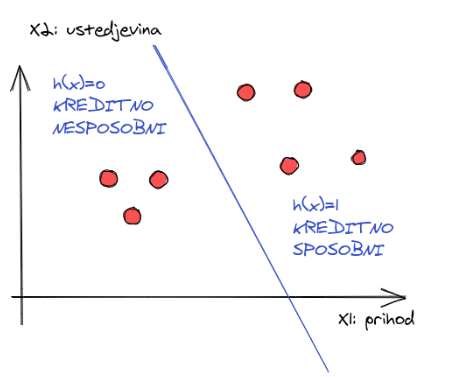 X2: ustedjevina
h(x)=0
KREDITNO
NESPOSOBNI
h(x)=1
KREDITNO
SPOSOBNI
X1: prihod